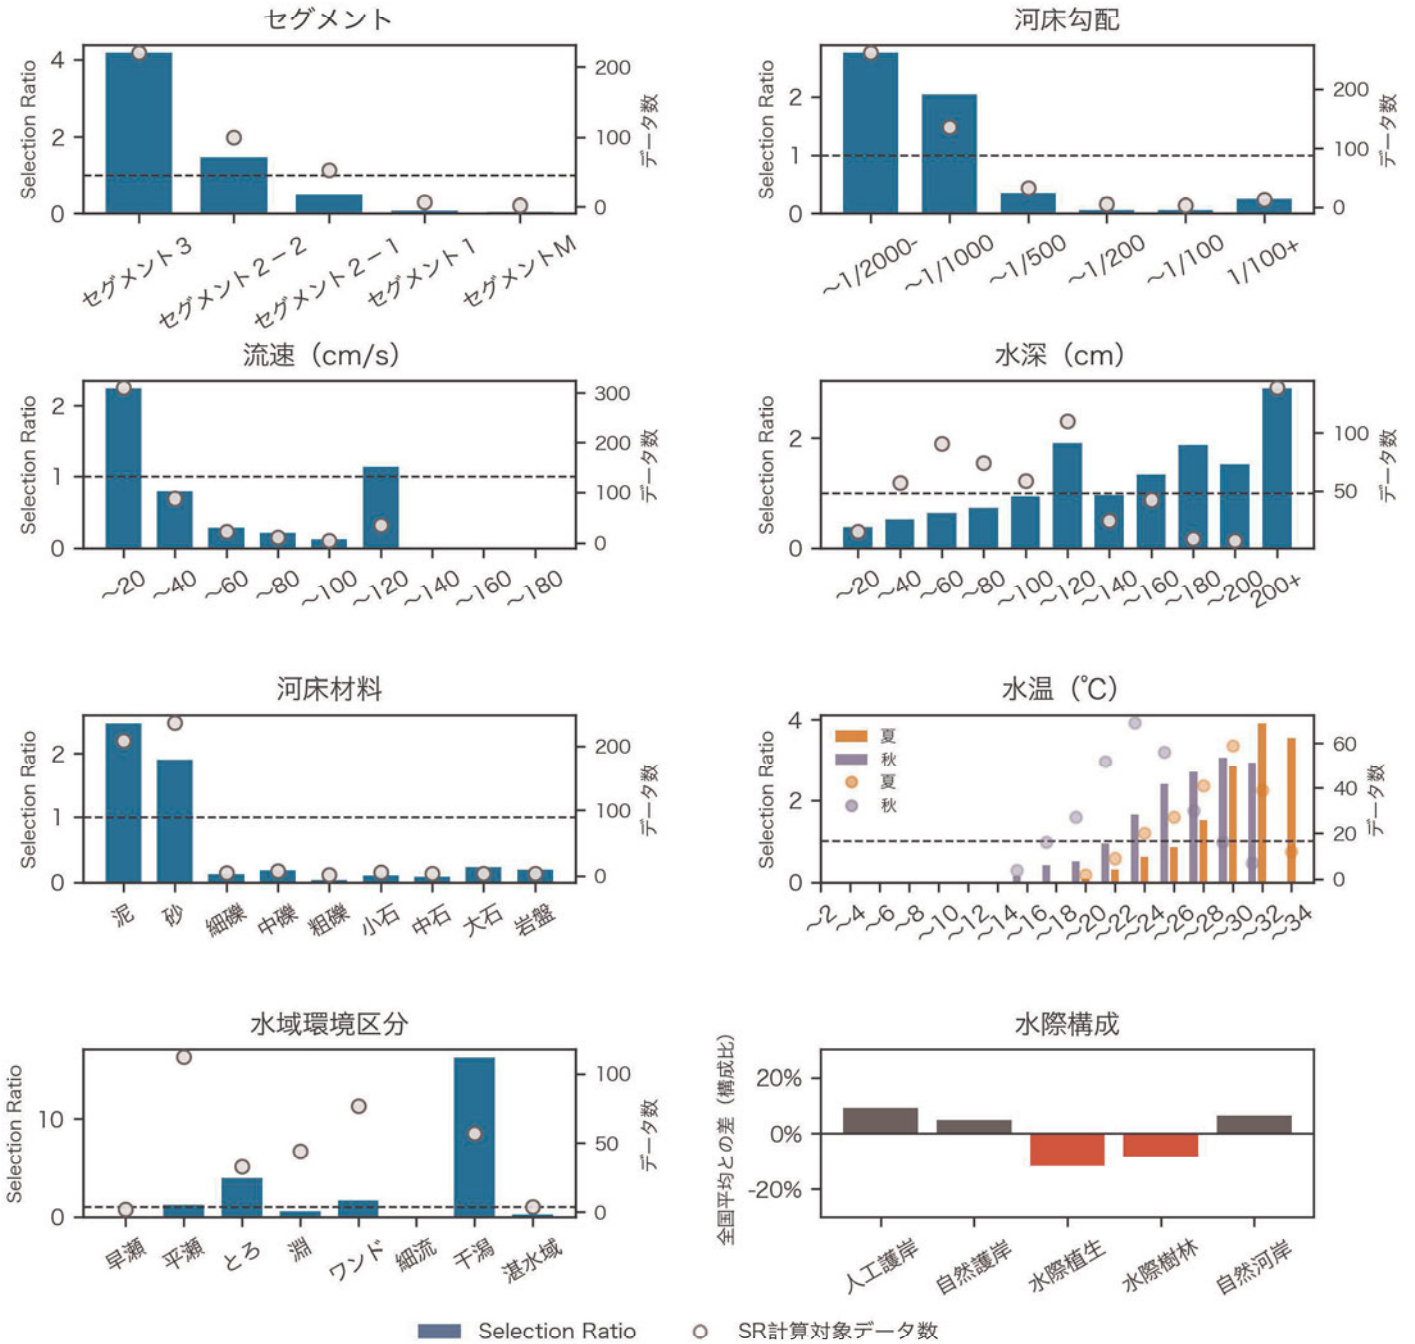 セグメント
Selection Ratio
4
2
1
0
200
100
0
データ数
セグメント3
セグメント2－2
セグメント2－1
セグメント1
セグメントM
河床勾配
Selection Ratio
2
1
0
200
100
0
データ数
～1/2000-
～1/1000
～1/500
～1/200
～1/100
1/100+
流速（cm/s）
Selection Ratio
2
1
0
300
200
100
0
データ数
～20
～40
～60
～80
～100
～120
～140
～160
～180
水深（cm）
Selection Ratio
2
1
0
100
50
データ数
～20
～40
～60
～80
～100
～120
～140
～160
～180
～200
200+
河床材料
Selection Ratio
2
1
0
200
100
0
データ数
泥
砂
細礫
中礫
粗礫
小石
中石
大石
岩盤
水温（℃）
Selection Ratio
4
2
1
0
夏
秋
夏
秋
60
40
20
0
データ数
～2
～4
～6
～8
～10
～12
～14
～16
～18
～20
～22
～24
～26
～28
～30
～32
～34
水域環境区分
Selection Ratio
10
0
100
50
0
データ数
早瀬
平瀬
とろ
淵
ワンド
細流
干潟
湛水域
水際構成
全国平均との差（構成比）
20%
0%
-20%
人工護岸
自然護岸
水際植生
水際樹林
自然河岸
Selection Ratio
SR計算対象データ数